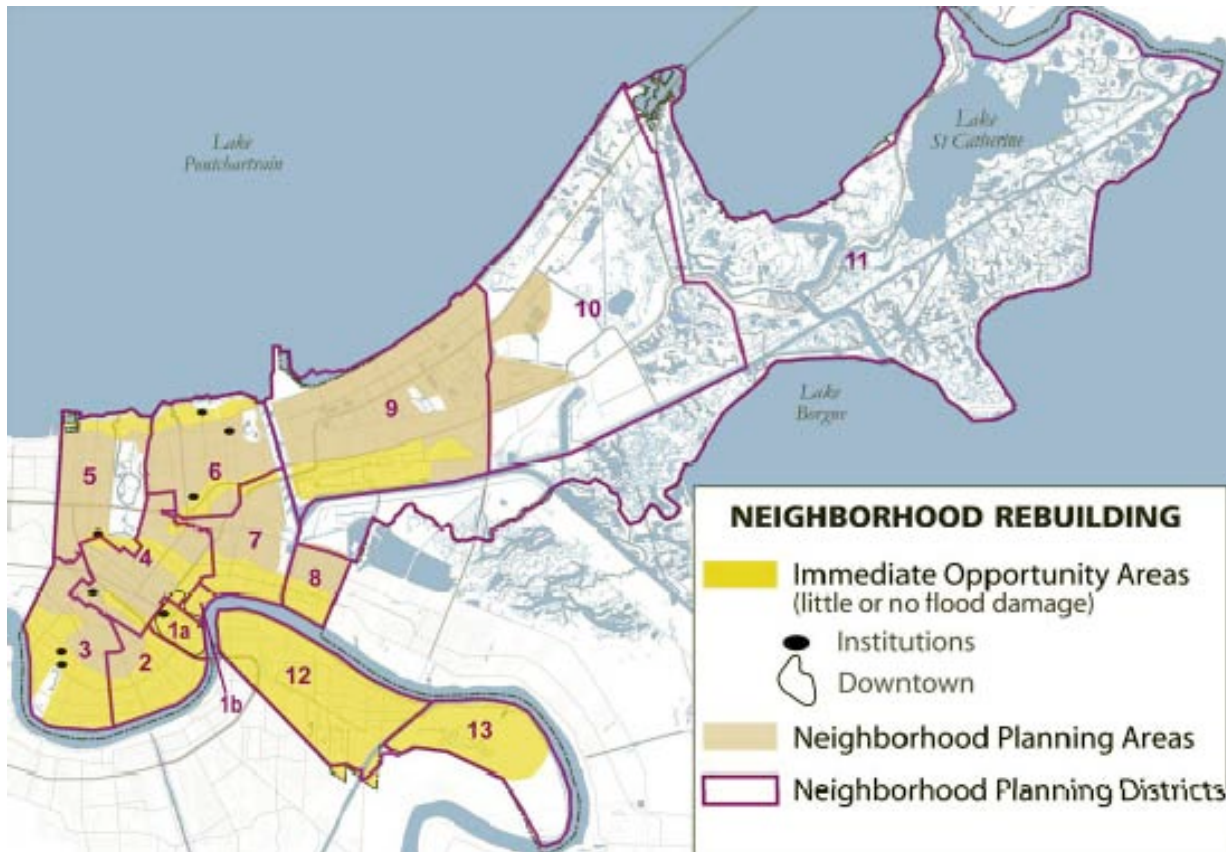 Lake
Pontchartrain
Lake
St Catherine
11
10
Lake
Borgne
9
5
6
7
4
8
3
2
1a
1b
12
13
NEIGHBORHOOD REBUILDING
Immediate Opportunity Areas
(little or no flood damage)
Institutions
Downtown
Neighborhood Planning Areas
Neighborhood Planning Districts